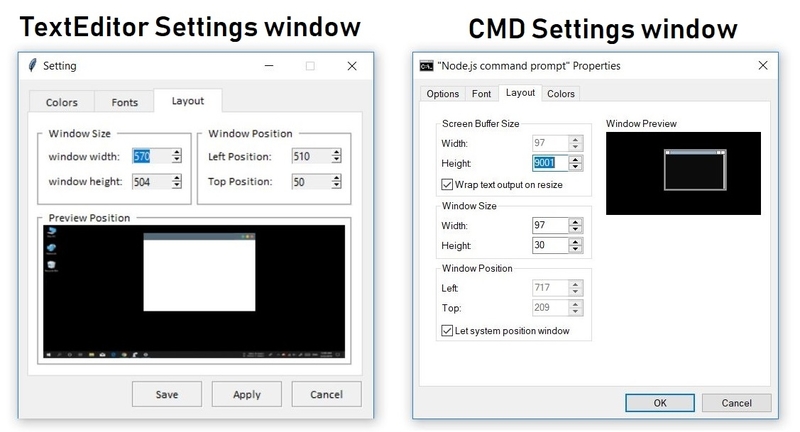 TextEditor Settings window
Setting
Colors Fonts Layout
Window Size
window width: 570
window height: 504
Window Position
Left Position: 510
Top Position: 50
Preview Position
Save Apply Cancel
CMD Settings window
C:\.
"Node.js command prompt" Properties
Options Font Layout Colors
Screen Buffer Size
Width: 97
Height: 9001
Wrap text output on resize
Window Size
Width: 97
Height: 30
Window Position
Left: 717
Top: 209
Let system position window
Window Preview
OK Cancel